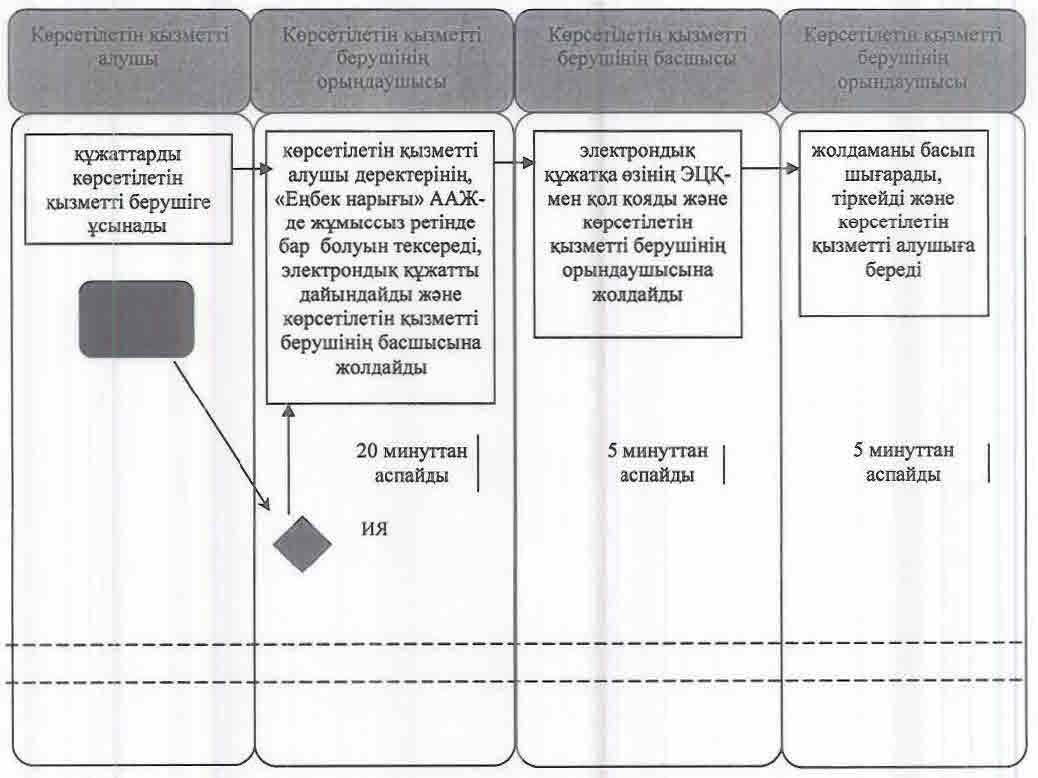 Көрсетілетін қызметті
алушы
Көрсетілетін қызметті
берушінің
орындаушысы
Көрсетілетін қызметті
берушінің басшысы
Көрсетілетін қызметті
берушінің
орындаушысы
құжаттарды
көрсетілетін
қызметті берушіге
ұсынады
көрсетілетін қызметті
алушы деректерінің,
«Еңбек нарығы» ААЖ-
де жұмыссыз ретінде
бар болуын тексереді,
электрондық құжатты
дайындайды және
көрсетілетін қызметті
берушінің басшысына
жолдайды
электрондық
құжатқа өзінің ЭЦҚ-
мен қол қояды және
көрсетілетін
қызметті берушінің
орындаушысына
жолдайды
жолдаманы басып
шығарады,
тіркейді және
көрсетілетін
қызметті алушыға
береді
20 минуттан
аспайды
5 минуттан
аспайды
5 минуттан
аспайды
ИЯ